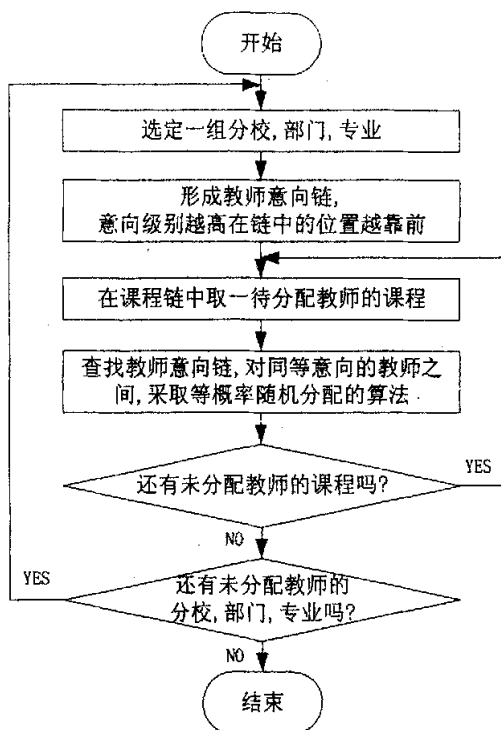 开始
选定一组分校,部门,专业
形成教师意向链,
意向级别越高在链中的位置越靠前
在课程链中取一待分配教师的课程
查找教师意向链,对同等意向的教师之
间,采取等概率随机分配的算法
还有未分配教师的课程吗?
YES
NO
还有未分配教师的
分校,部门,专业吗?
YES
NO
结束